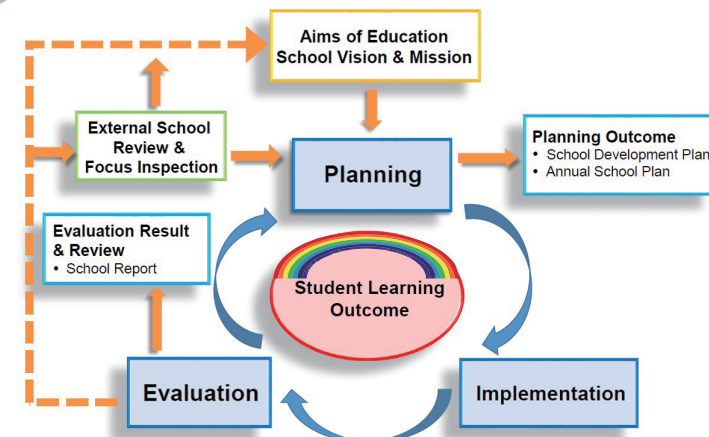 Aims of Education
School Vision & Mission
External School
Review &
Focus Inspection
Planning
Planning Outcome
• School Development Plan
• Annual School Plan
Evaluation Result
& Review
• School Report
Student Learning
Outcome
Evaluation
Implementation